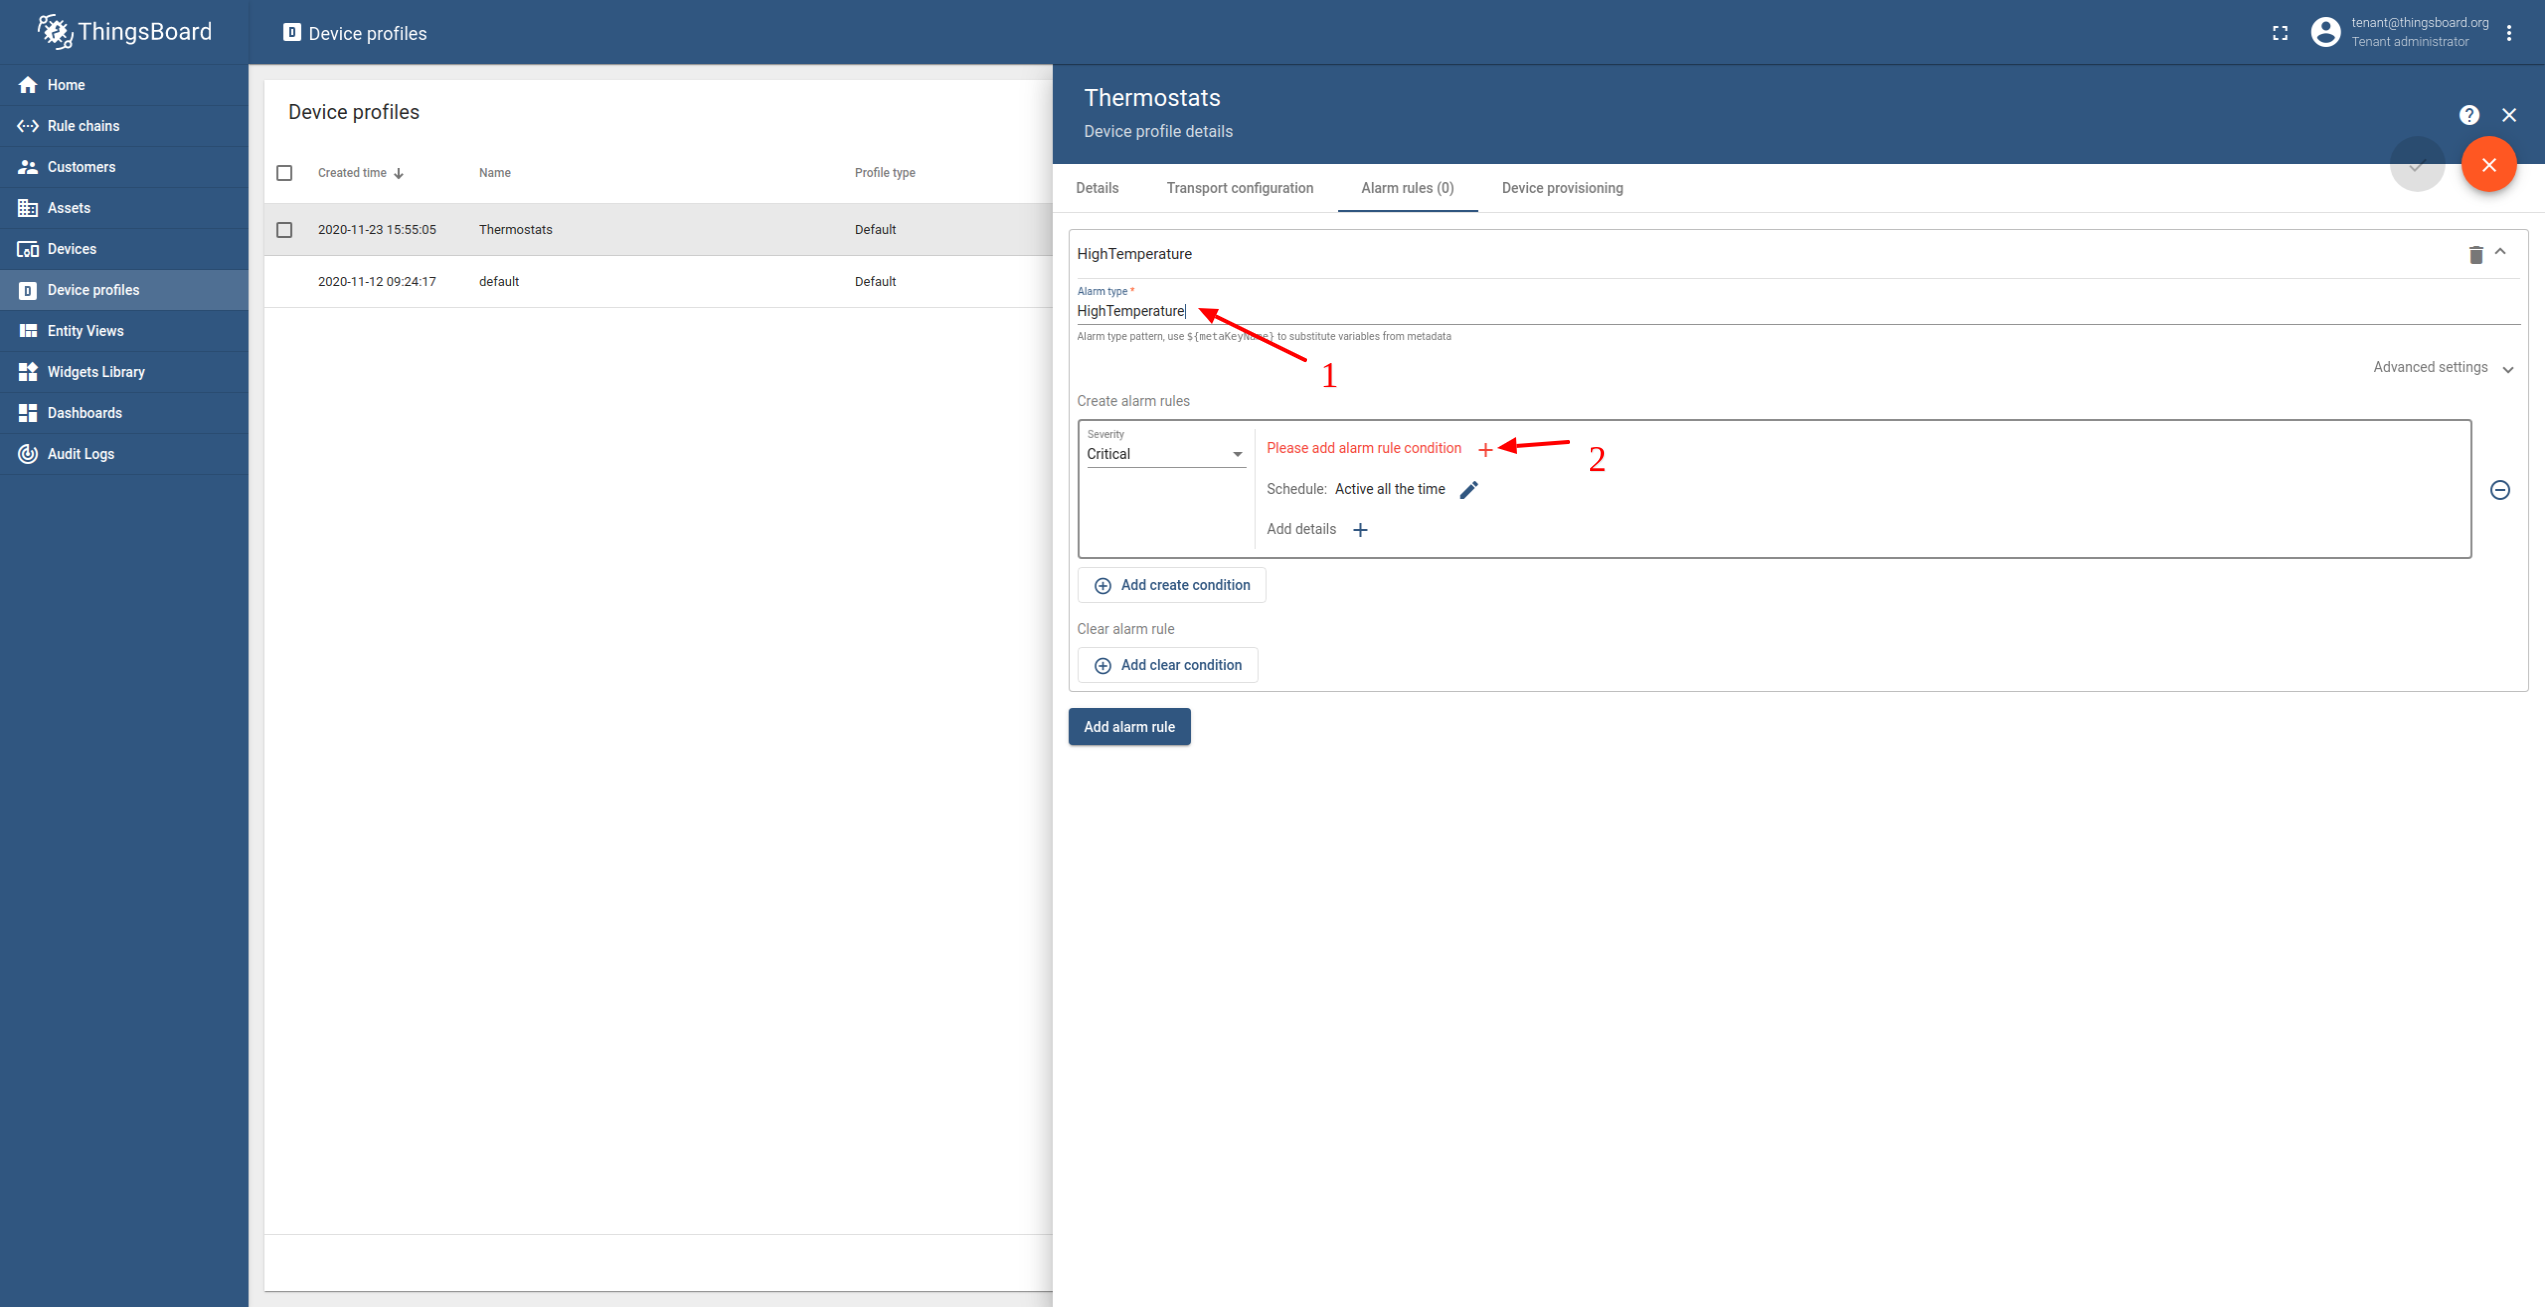 ThingsBoard
Device profiles
tenant@thingsboard.org
Tenant administrator
Home
Rule chains
Customers
Assets
Devices
Device profiles
Entity Views
Widgets Library
Dashboards
Audit Logs
Device profiles
Created time Name Profile type
2020-11-23 15:55:05 Thermostats Default
2020-11-12 09:24:17 default Default
Thermostats
Device profile details
Details Transport configuration Alarm rules (0) Device provisioning
HighTemperature
Alarm type *
HighTemperature
Alarm type pattern, use ${metaKeyName} to substitute variables from metadata
1
Advanced settings
Create alarm rules
Severity
Critical
Please add alarm rule condition
2
Schedule: Active all the time
Add details
Add create condition
Clear alarm rule
Add clear condition
Add alarm rule